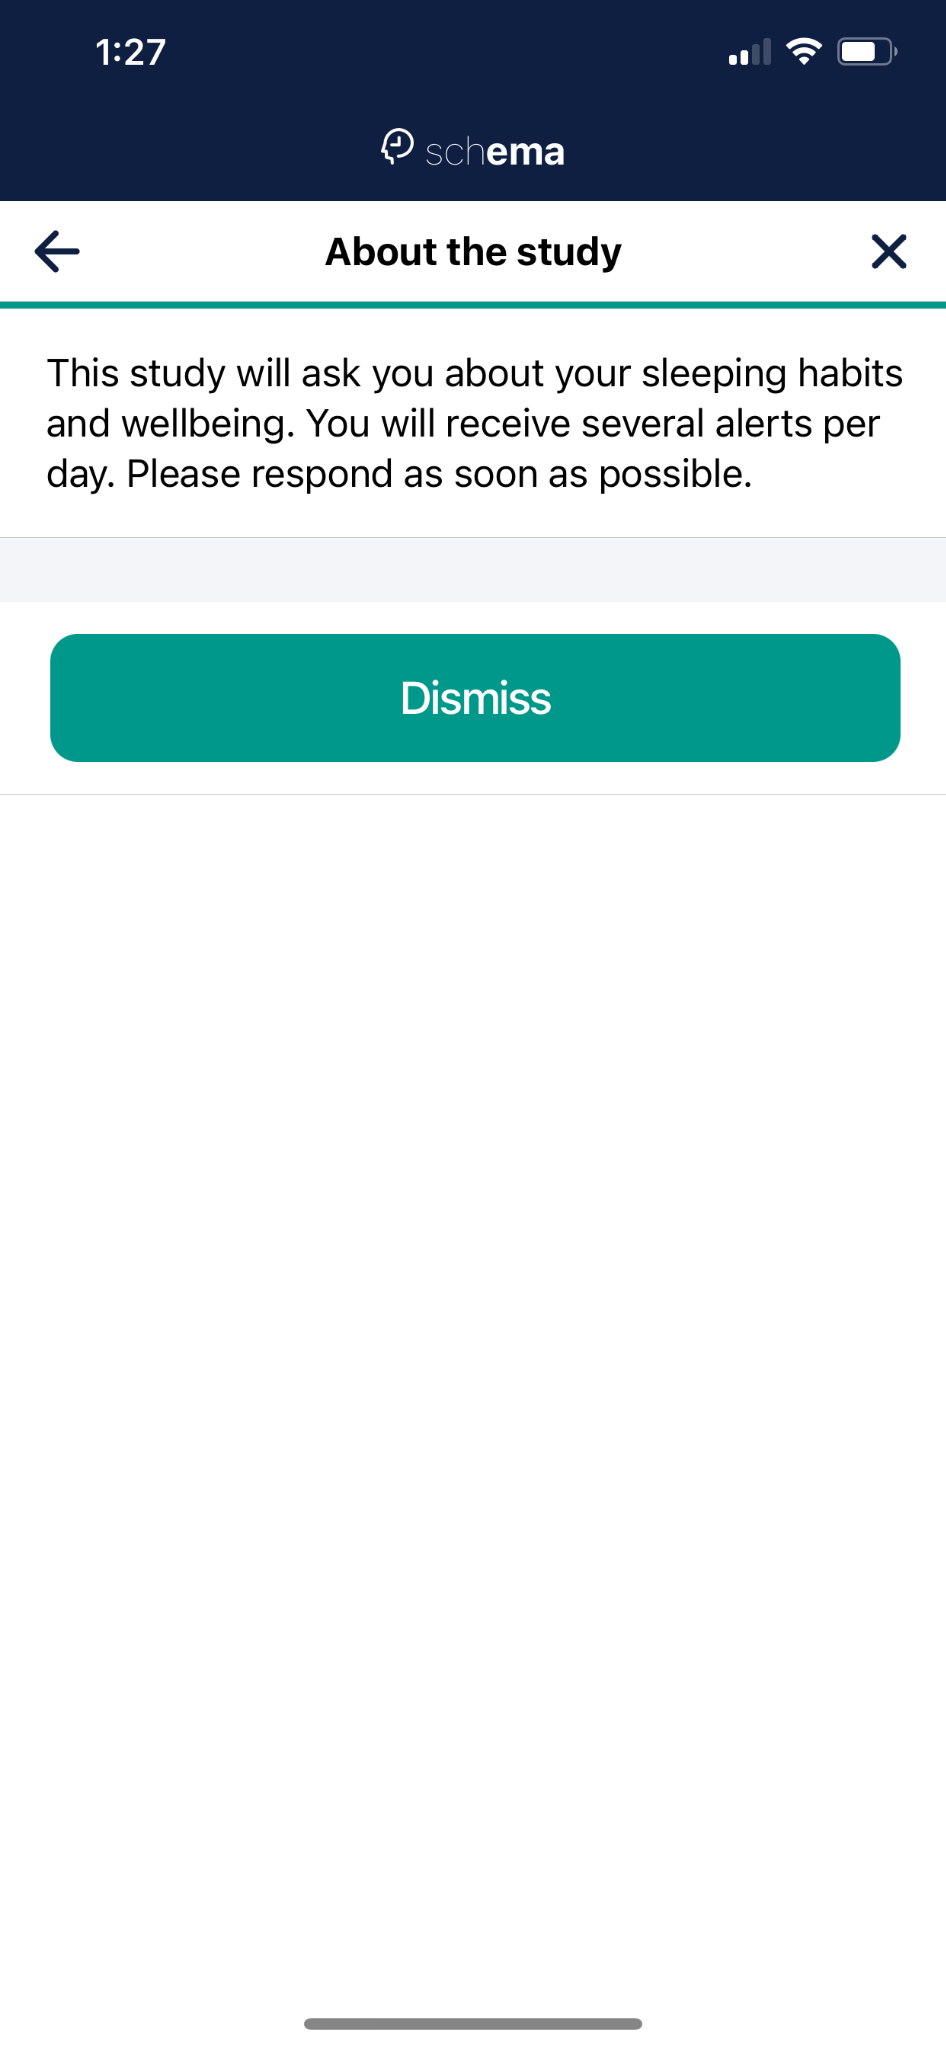 1:27
schema
About the study
This study will ask you about your sleeping habits
and wellbeing. You will receive several alerts per
day. Please respond as soon as possible.
Dismiss